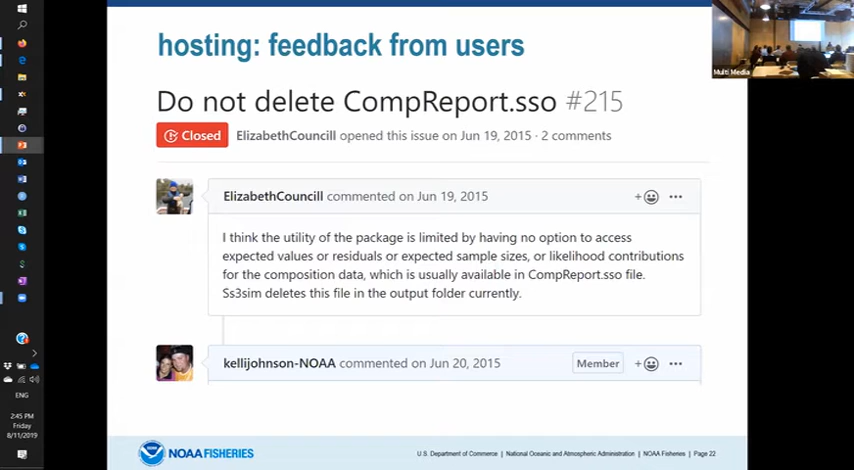 hosting: feedback from users
Multi Media
Do not delete CompReport.sso #215
Closed ElizabethCouncill opened this issue on Jun 19, 2015 · 2 comments
ElizabethCouncill commented on Jun 19, 2015
I think the utility of the package is limited by having no option to access
expected values or residuals or expected sample sizes, or likelihood contributions
for the composition data, which is usually available in CompReport.sso file.
Ss3sim deletes this file in the output folder currently.
kellijohnson-NOAA commented on Jun 20, 2015 Member
ENG
2:45 PM
Friday
8/11/2019
NOAA FISHERIES
U.S. Department of Commerce | National Oceanic and Atmospheric Administration | NOAA Fisheries | Page 22